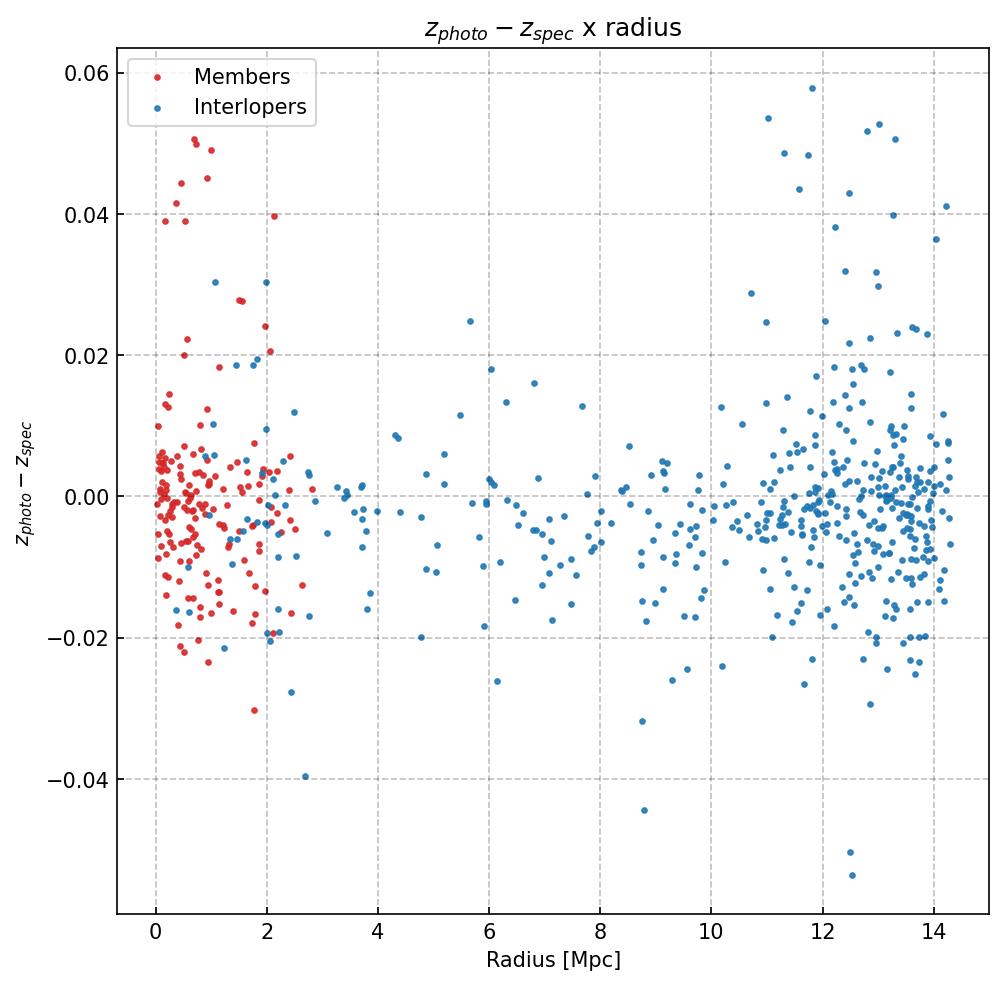 z_photo − z_spec x radius
Members
Interlopers
0.06
0.04
0.02
0.00
−0.02
−0.04
z_photo − z_spec
0 2 4 6 8 10 12 14
Radius [Mpc]